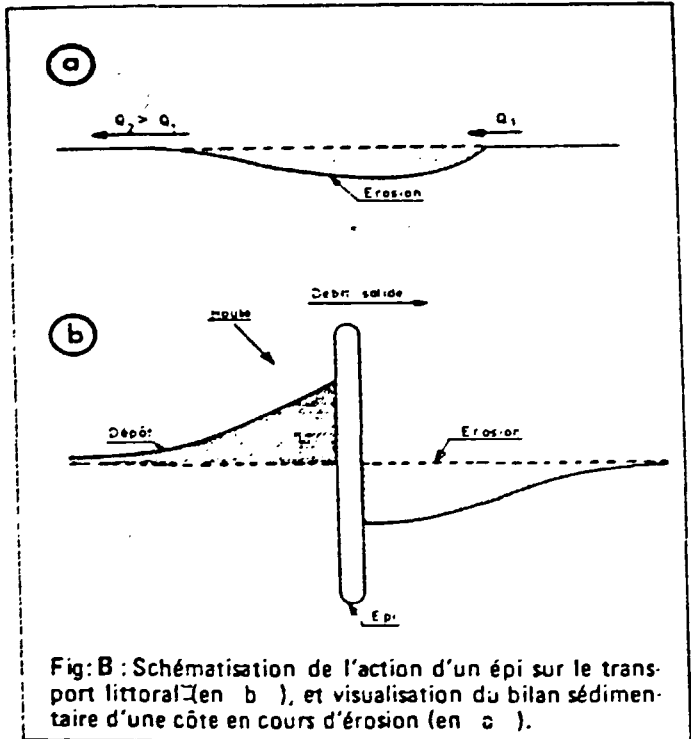 a
Q₂ > Q₁
Q₁
Erosion
Debit solide
Houle
b
Dépôt
Erosion
Epi
Fig: B : Schématisation de l'action d'un épi sur le trans-
port littoral (en b ), et visualisation du bilan sédimen-
taire d'une côte en cours d'érosion (en a ).